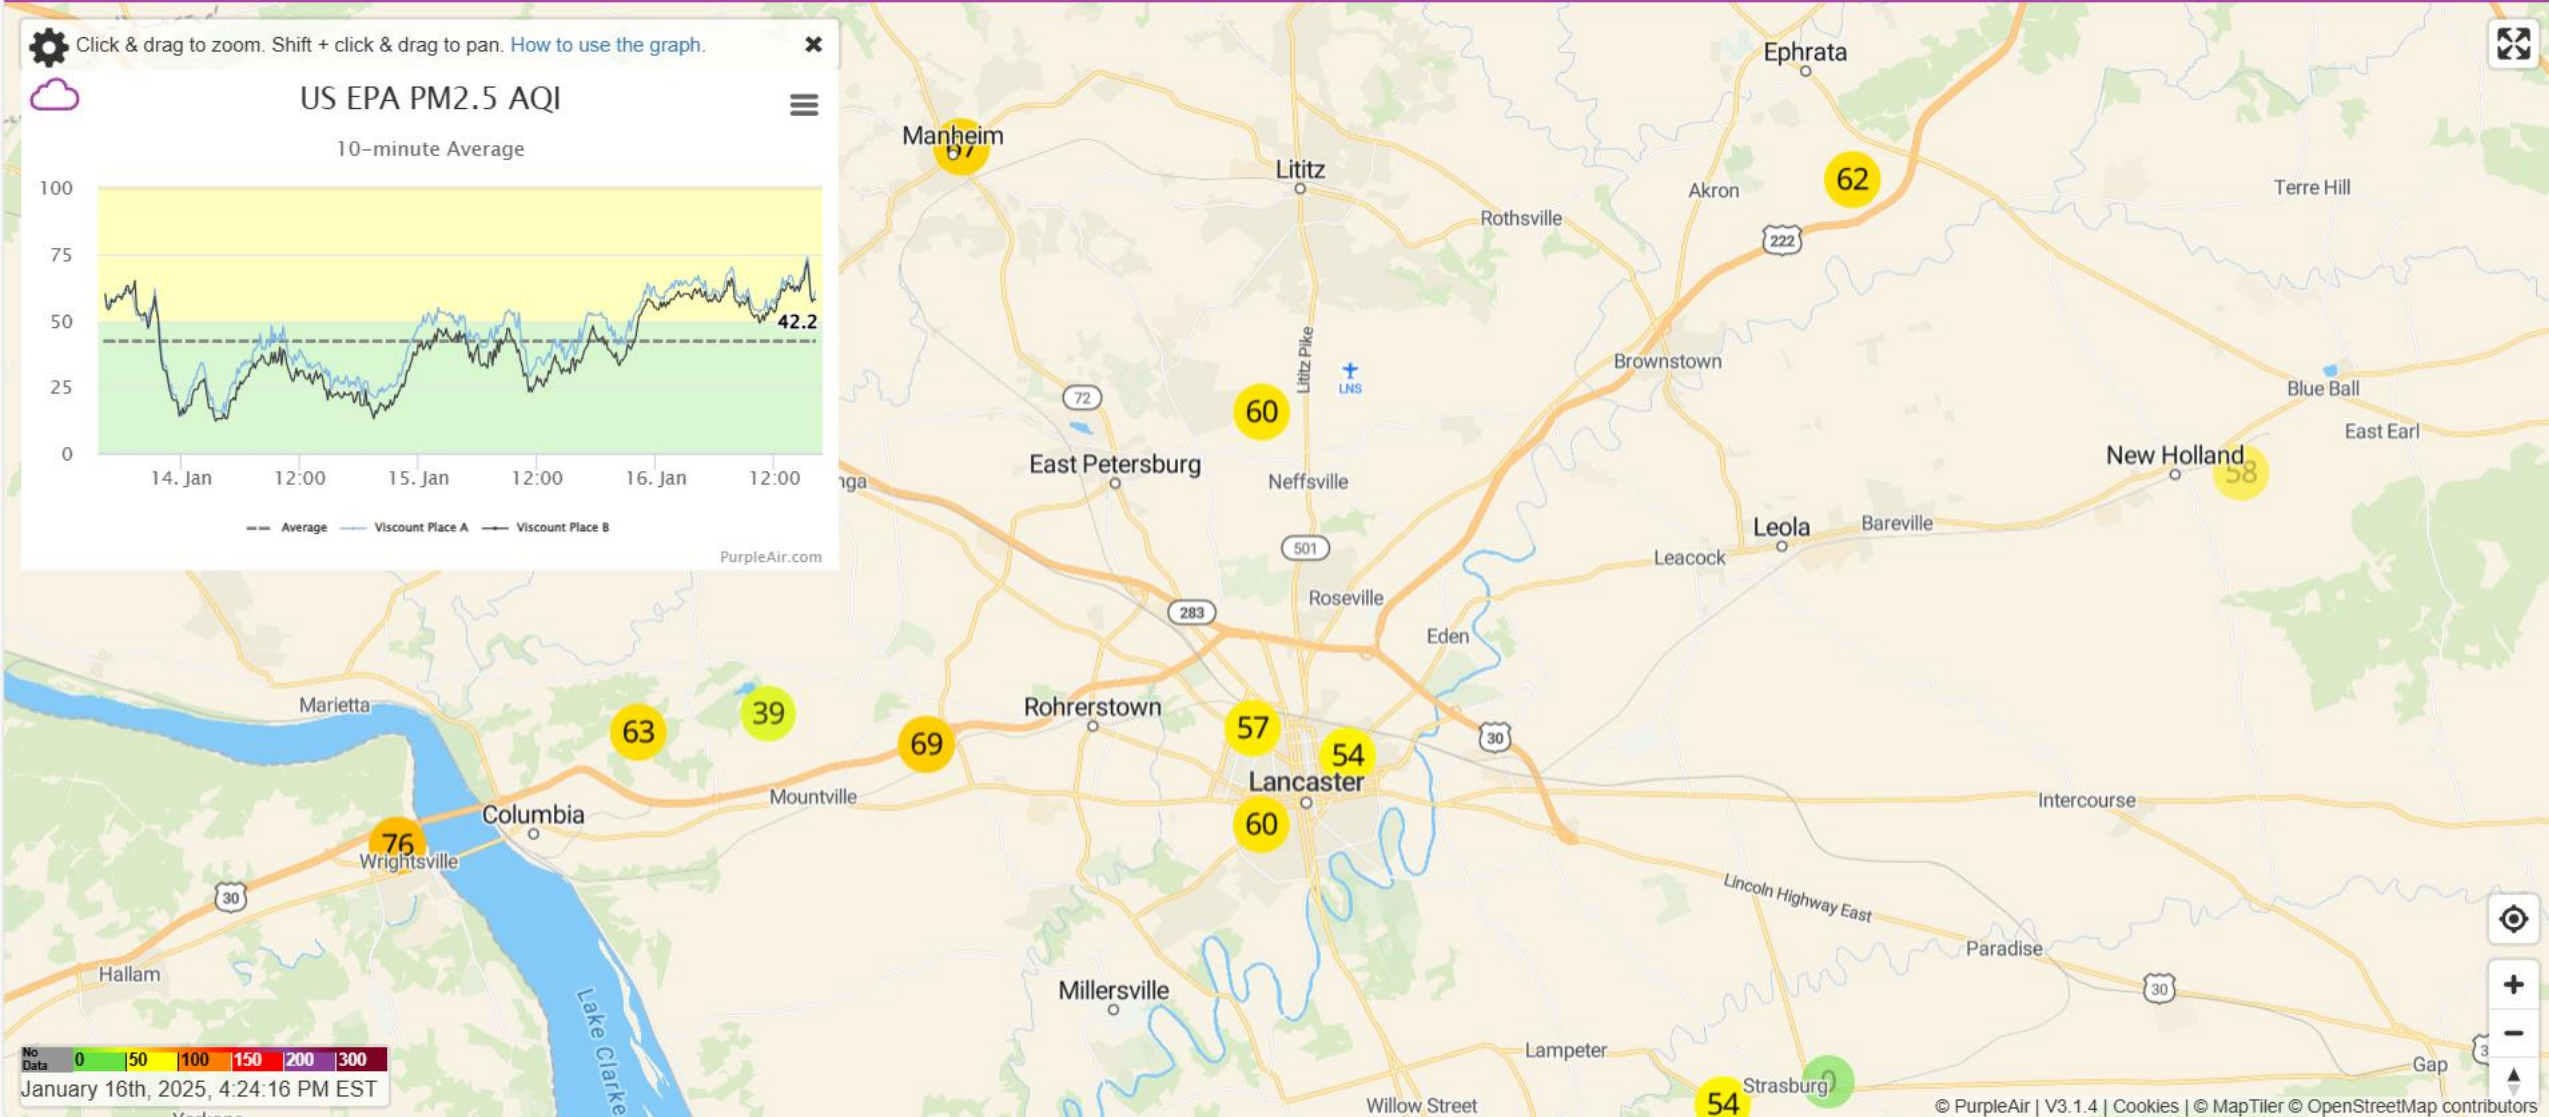 Click & drag to zoom. Shift + click & drag to pan. How to use the graph.
US EPA PM2.5 AQI
10-minute Average
100
75
50
25
0
42.2
14. Jan
12:00
15. Jan
12:00
16. Jan
12:00
Average
Viscount Place A
Viscount Place B
PurpleAir.com
Ephrata
Manheim
67
Lititz
Akron
62
Terre Hill
Rothsville
222
Lititz Pike
LNS
Brownstown
72
60
Blue Ball
East Earl
East Petersburg
nga
Neffsville
New Holland
58
501
Leola
Bareville
Leacock
Roseville
283
Eden
Marietta
63
39
69
Rohrerstown
57
54
30
Lancaster
60
Mountville
Columbia
Intercourse
76
Wrightsville
30
Lincoln Highway East
Paradise
Hallam
30
Millersville
Lake Clarke
Lampeter
Gap
3
Strasburg
0
54
Willow Street
No
Data
0
50
100
150
200
300
January 16th, 2025, 4:24:16 PM EST
© PurpleAir | V3.1.4 | Cookies | © MapTiler © OpenStreetMap contributors